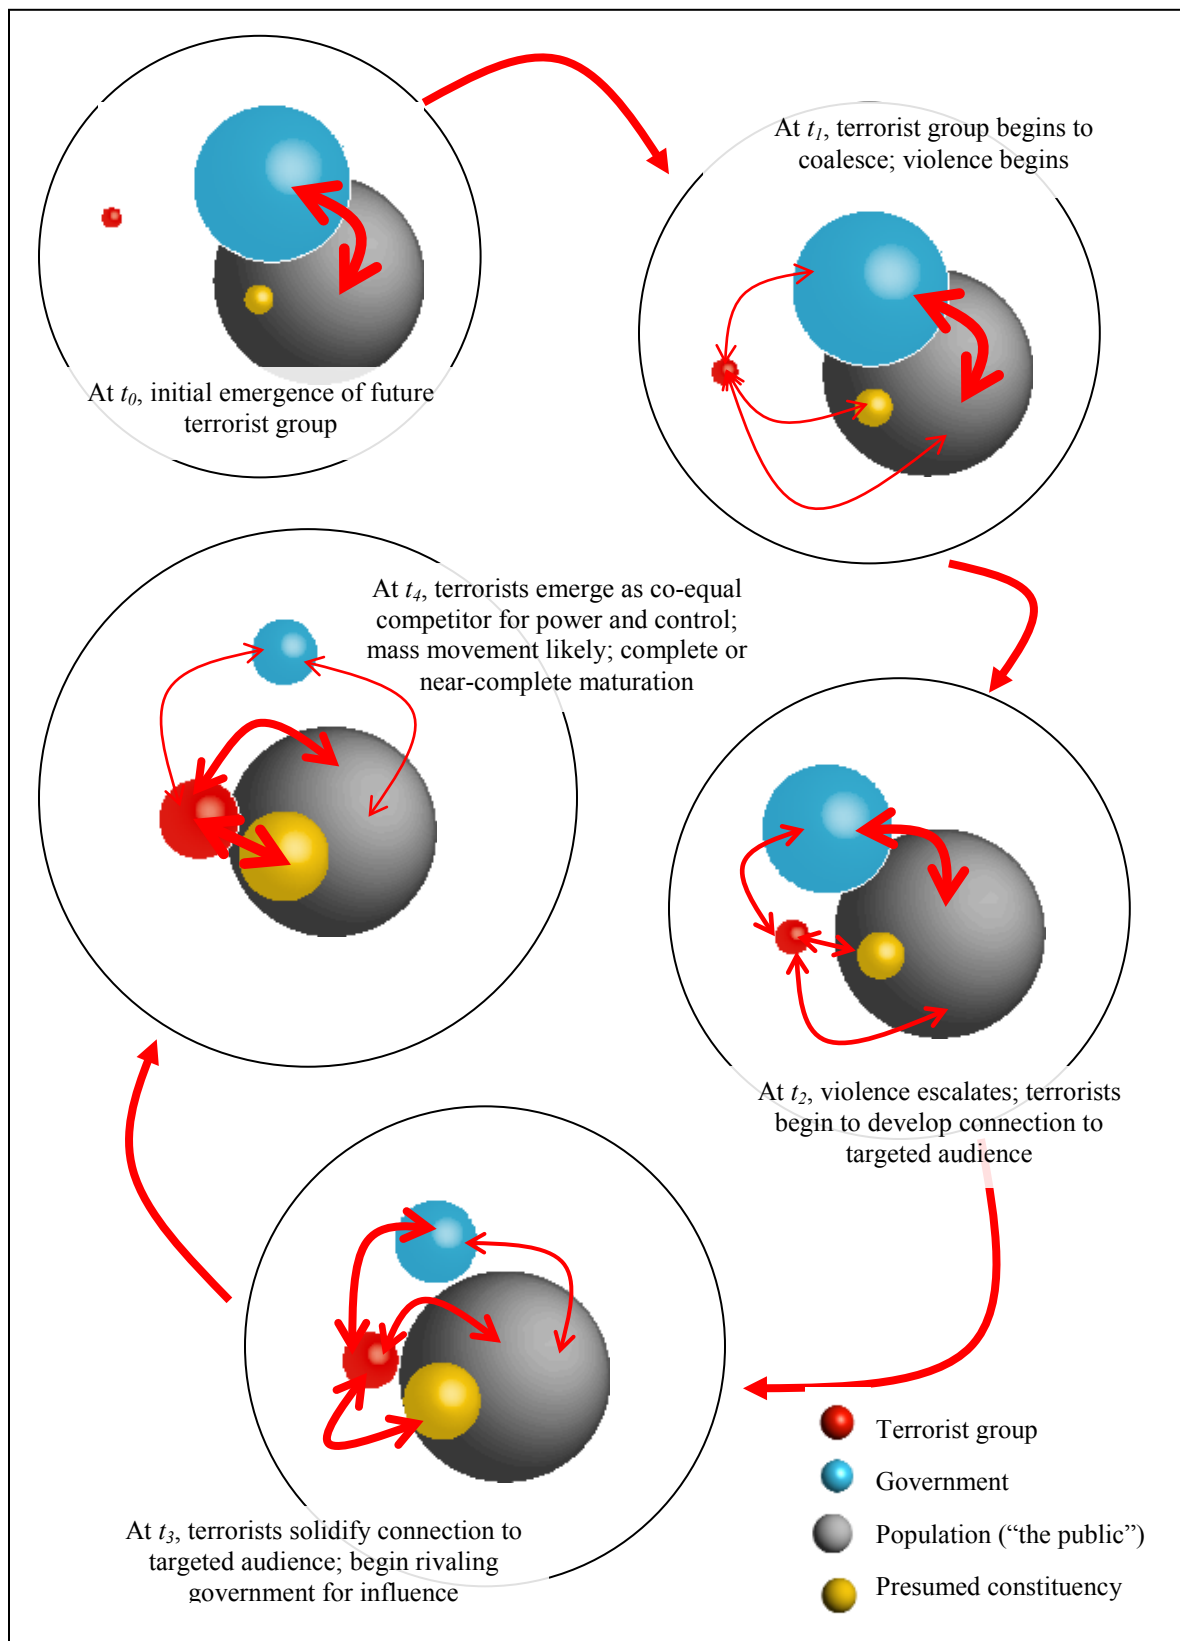 At t0, initial emergence of future
terrorist group
At t1, terrorist group begins to
coalesce; violence begins
At t4, terrorists emerge as co-equal
competitor for power and control;
mass movement likely; complete or
near-complete maturation
At t2, violence escalates; terrorists
begin to develop connection to
targeted audience
At t3, terrorists solidify connection to
targeted audience; begin rivaling
government for influence
Terrorist group
Government
Population (“the public”)
Presumed constituency